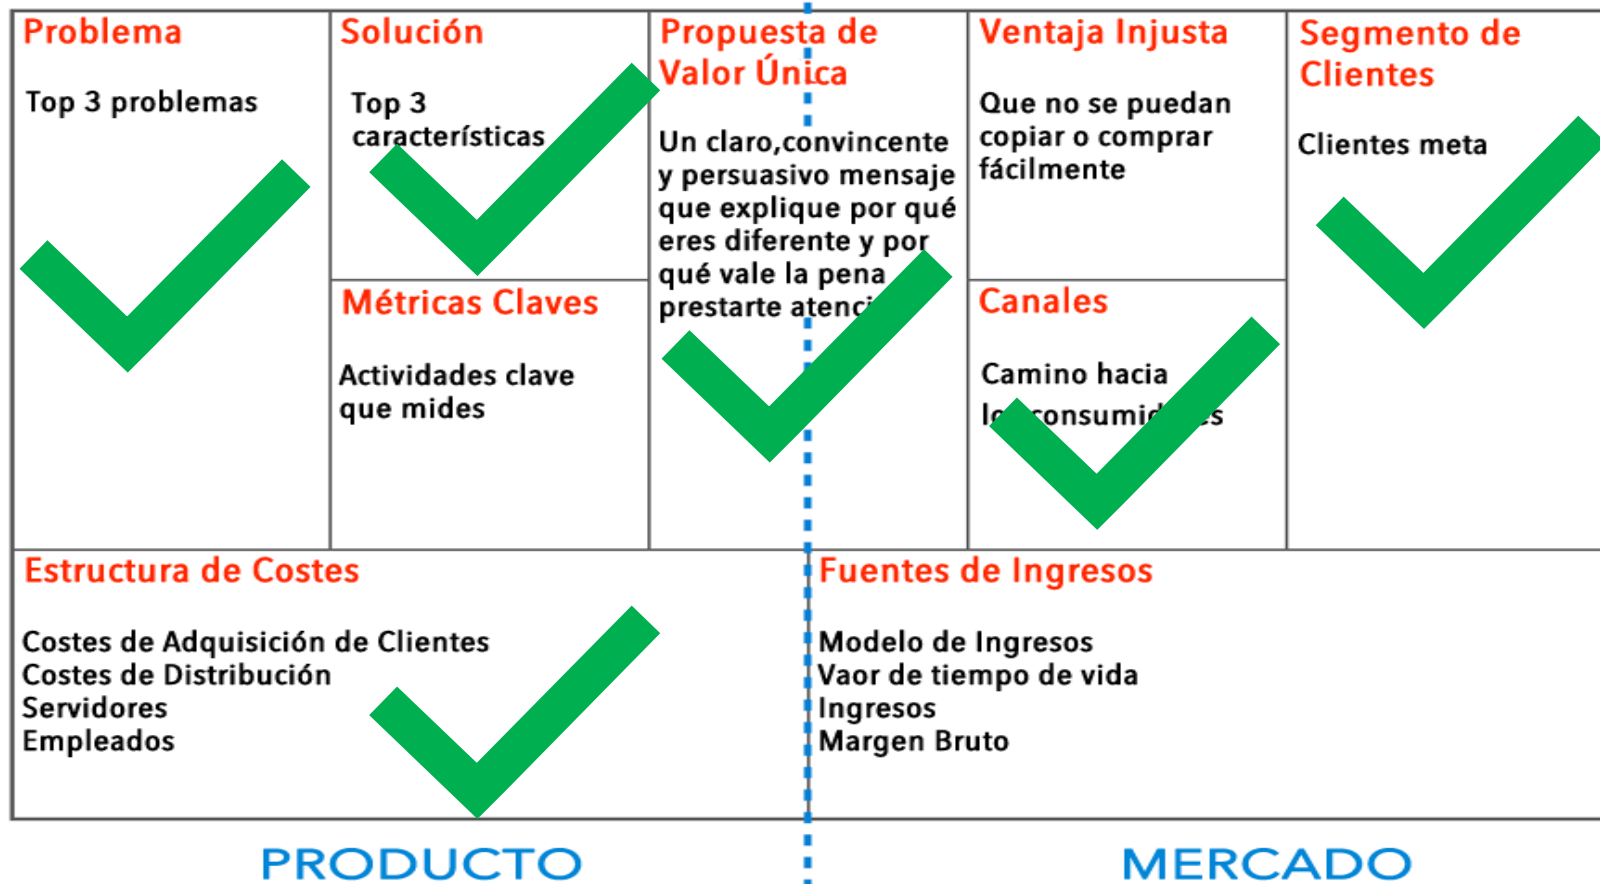 Problema
Top 3 problemas
Solución
Top 3
características
Métricas Claves
Actividades clave
que mides
Propuesta de
Valor Única
Un claro,convincente
y persuasivo mensaje
que explique por qué
eres diferente y por
qué vale la pena
prestarte
Ventaja Injusta
Que no se puedan
copiar o comprar
fácilmente
Canales
Camino hacia
Segmento de
Clientes
Clientes meta
Estructura de Costes
Costes de Adquisición de Clientes
Costes de Distribución
Servidores
Empleados
Fuentes de Ingresos
Modelo de Ingresos
Vaor de tiempo de vida
Ingresos
Margen Bruto
PRODUCTO
MERCADO